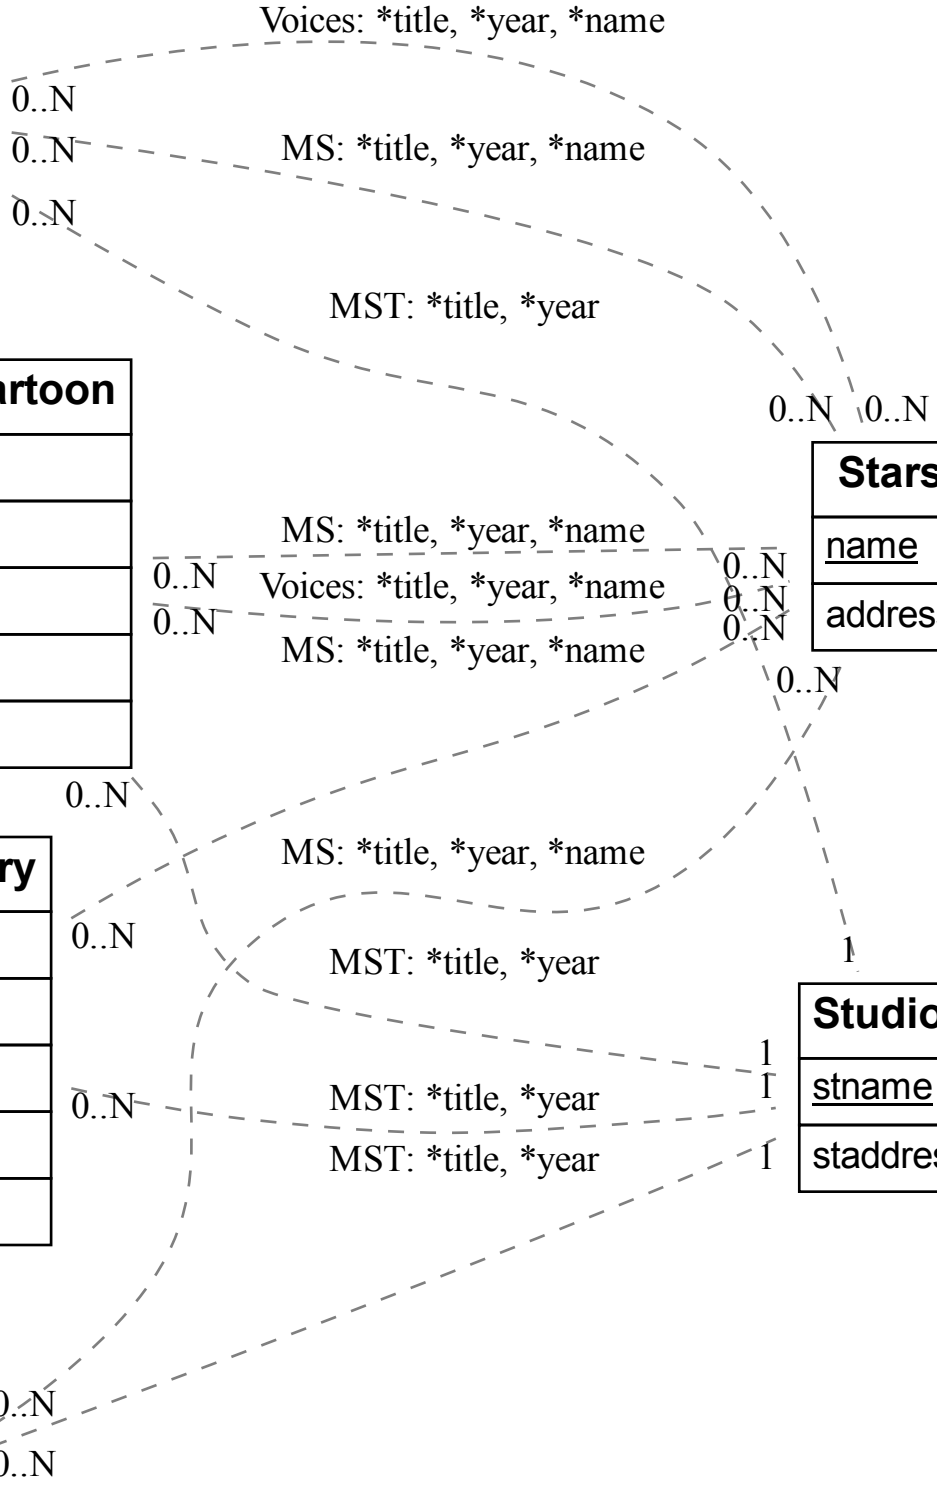 Voices: *title, *year, *name
0..N
0..N
MS: *title, *year, *name
0..N
MST: *title, *year
artoon
0..N
0..N
Stars
MS: *title, *year, *name
name
0..N
0..N
Voices: *title, *year, *name
0..N
0..N
addres
0..N
MS: *title, *year, *name
0..N
0..N
MS: *title, *year, *name
ry
0..N
MST: *title, *year
1
Studio
1
1
stname
MST: *title, *year
0..N
MST: *title, *year
1
staddres
0..N
0..N